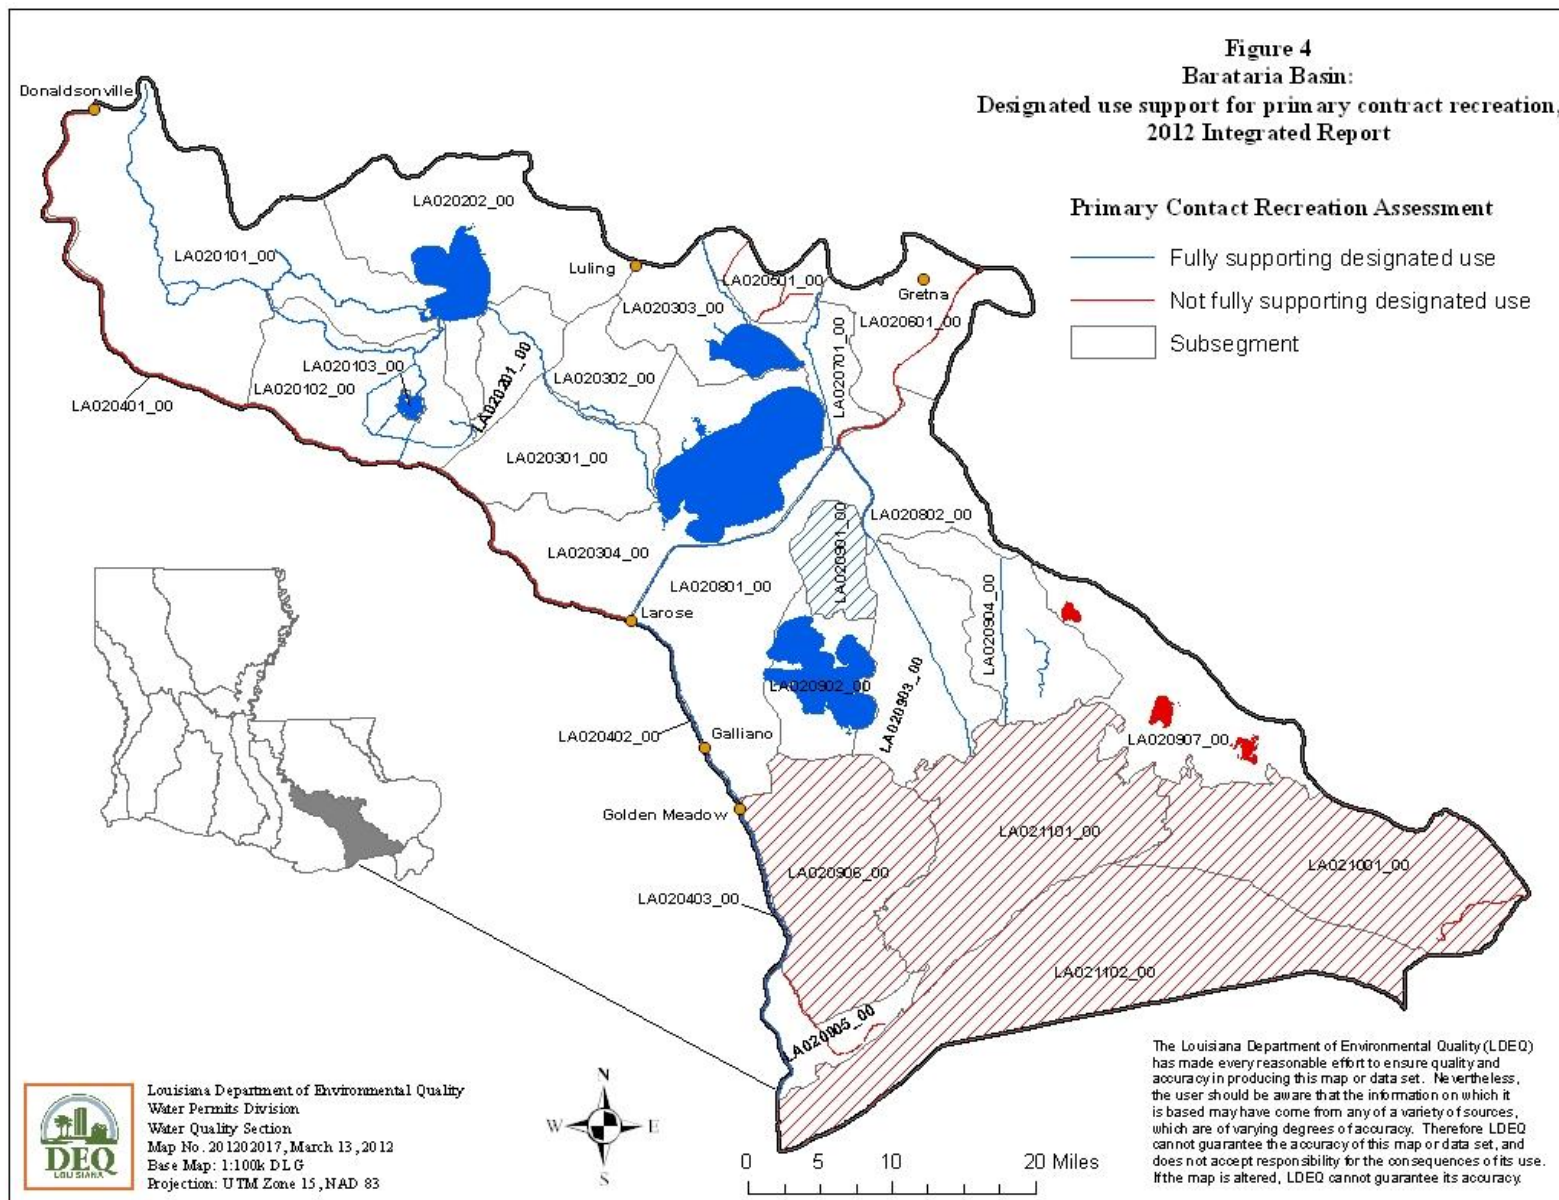 Figure 4
Barataria Basin:
Designated use support for primary contract recreation,
2012 Integrated Report
Primary Contact Recreation Assessment
Fully supporting designated use
Not fully supporting designated use
Subsegment
Donaldsonville
LA020202_00
LA020101_00
Luling
LA020501_00
Gretna
LA020303_00
LA020601_00
LA020701_00
LA020103_00
LA020102_00
LA020201_00
LA020302_00
LA020401_00
LA020301_00
LA020802_00
LA020901_00
LA020304_00
LA020801_00
Larose
LA020904_00
LA020902_00
LA020903_00
LA020402_00
Galliano
LA020907_00
Golden Meadow
LA021101_00
LA020906_00
LA021001_00
LA020403_00
LA021102_00
LA020905_00
N
W
E
S
0 5 10 20 Miles
DEQ
LOUISIANA
Louisiana Department of Environmental Quality
Water Permits Division
Water Quality Section
Map No. 201202017, March 13, 2012
Base Map: 1:100k DLG
Projection: UTM Zone 15, NAD 83
The Louisiana Department of Environmental Quality (LDEQ)
has made every reasonable effort to ensure quality and
accuracy in producing this map or data set. Nevertheless,
the user should be aware that the information on which it
is based may have come from any of a variety of sources,
which are of varying degrees of accuracy. Therefore LDEQ
cannot guarantee the accuracy of this map or data set, and
does not accept responsibility for the consequences of its use.
If the map is altered, LDEQ cannot guarantee its accuracy.